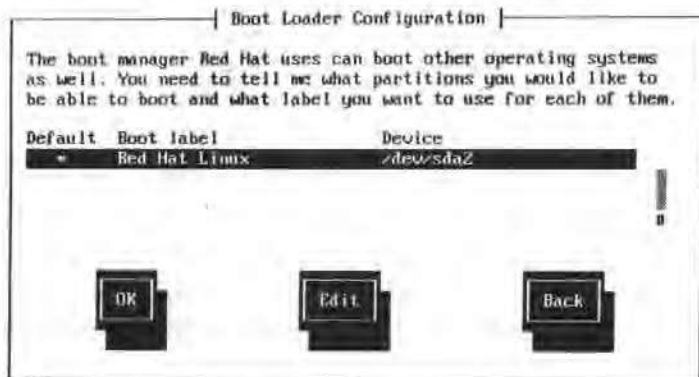 Boot Loader Configuration
The boot manager Red Hat uses can boot other operating systems
as well. You need to tell me what partitions you would like to
be able to boot and what label you want to use for each of them.
Default Boot label Device
* Red Hat Linux /dev/sda2
OK Edit Back